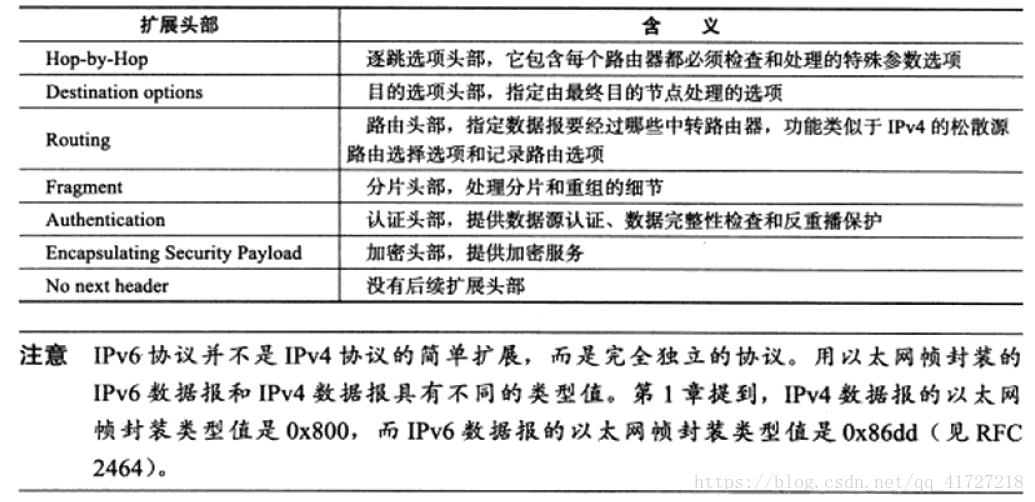 扩展头部 含 义
Hop-by-Hop 逐跳选项头部，它包含每个路由器都必须检查和处理的特殊参数选项
Destination options 目的选项头部，指定由最终目的节点处理的选项
Routing 路由头部，指定数据报要经过哪些中转路由器，功能类似于 IPv4 的松散源
路由选择选项和记录路由选项
Fragment 分片头部，处理分片和重组的细节
Authentication 认证头部，提供数据源认证、数据完整性检查和反重播保护
Encapsulating Security Payload 加密头部，提供加密服务
No next header 没有后续扩展头部
注意 IPv6 协议并不是 IPv4 协议的简单扩展，而是完全独立的协议。用以太网帧封装的
IPv6 数据报和 IPv4 数据报具有不同的类型值。第 1 章提到，IPv4 数据报的以太网
帧封装类型值是 0x800，而 IPv6 数据报的以太网帧封装类型值是 0x86dd（见 RFC
2464）。
https://blog.csdn.net/qq_41727218